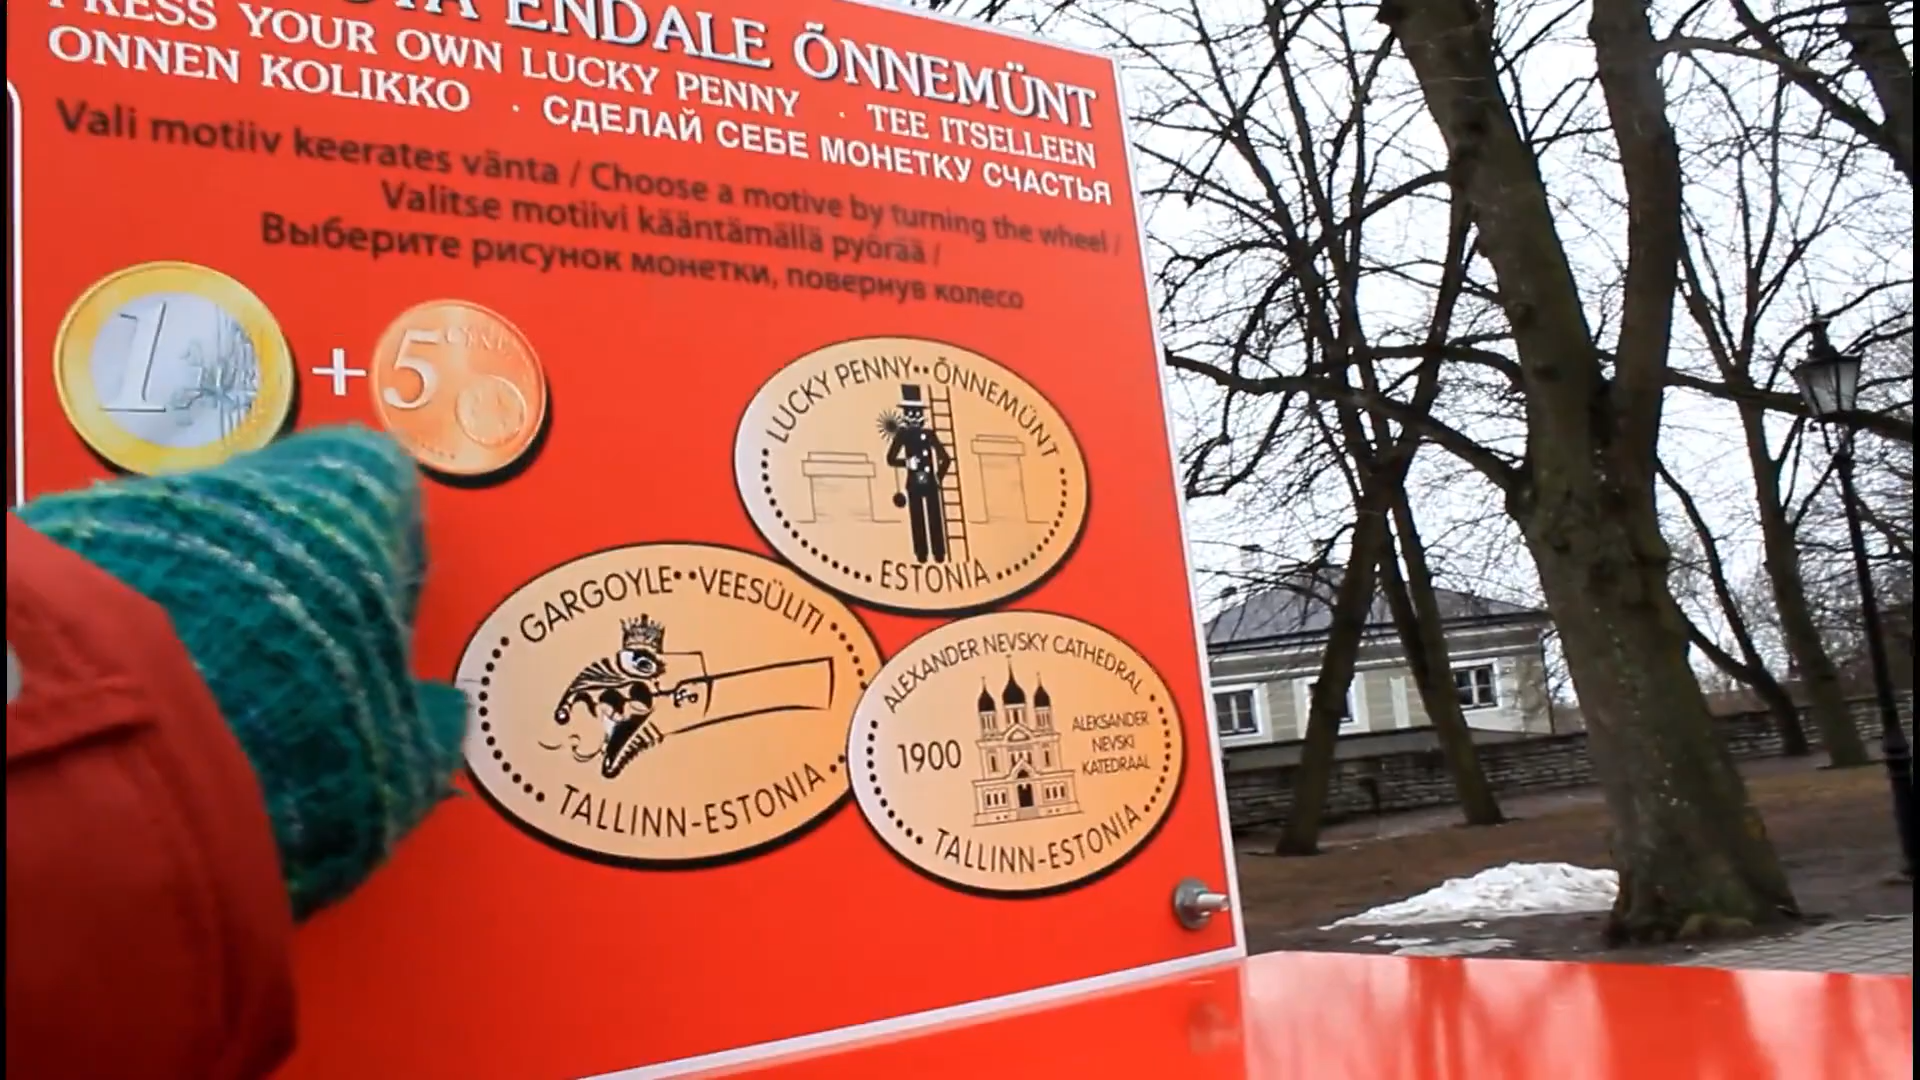 ENDALE ÕNNEMÜNT
PRESS YOUR OWN LUCKY PENNY · TEE ITSELLEEN
ONNEN KOLIKKO · СДЕЛАЙ СЕБЕ МОНЕТКУ СЧАСТЬЯ
Vali motiiv keerates vänta / Choose a motive by turning the wheel /
Valitse motiivi kääntämällä pyörää /
Выберите рисунок монетки, повернув колесо
1 + 5 CENT
LUCKY PENNY··ÕNNEMÜNT
ESTONIA
GARGOYLE··VEESÜLITI
TALLINN-ESTONIA
ALEXANDER NEVSKY CATHEDRAL
1900
ALEKSANDER
NEVSKI
KATEDRAAL
TALLINN-ESTONIA